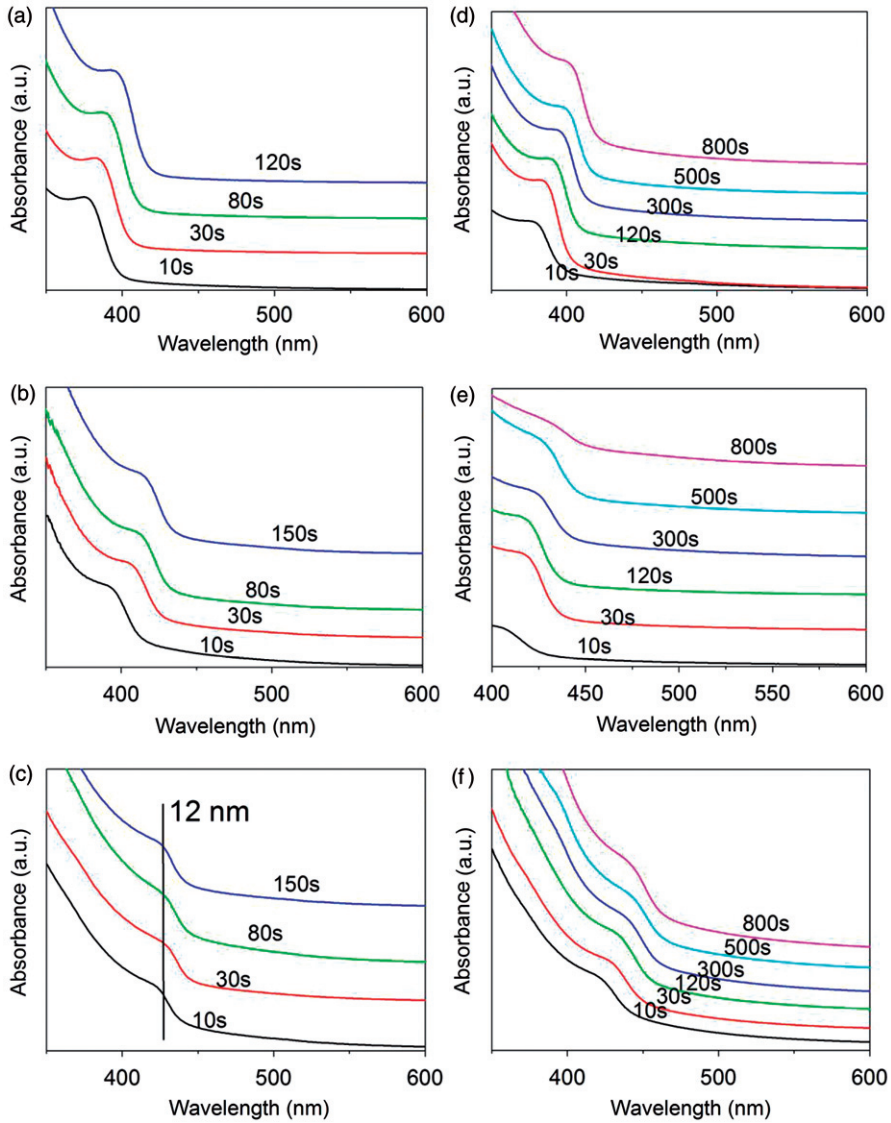 (a)
Absorbance (a.u.)
120s
80s
30s
10s
400
500
600
Wavelength (nm)
(d)
Absorbance (a.u.)
800s
500s
300s
120s
30s
10s
400
500
600
Wavelength (nm)
(b)
Absorbance (a.u.)
150s
80s
30s
10s
400
500
600
Wavelength (nm)
(e)
Absorbance (a.u.)
800s
500s
300s
120s
30s
10s
400
450
500
550
600
Wavelength (nm)
(c)
Absorbance (a.u.)
12 nm
150s
80s
30s
10s
400
500
600
Wavelength (nm)
(f)
Absorbance (a.u.)
800s
500s
300s
120s
30s
10s
400
500
600
Wavelength (nm)